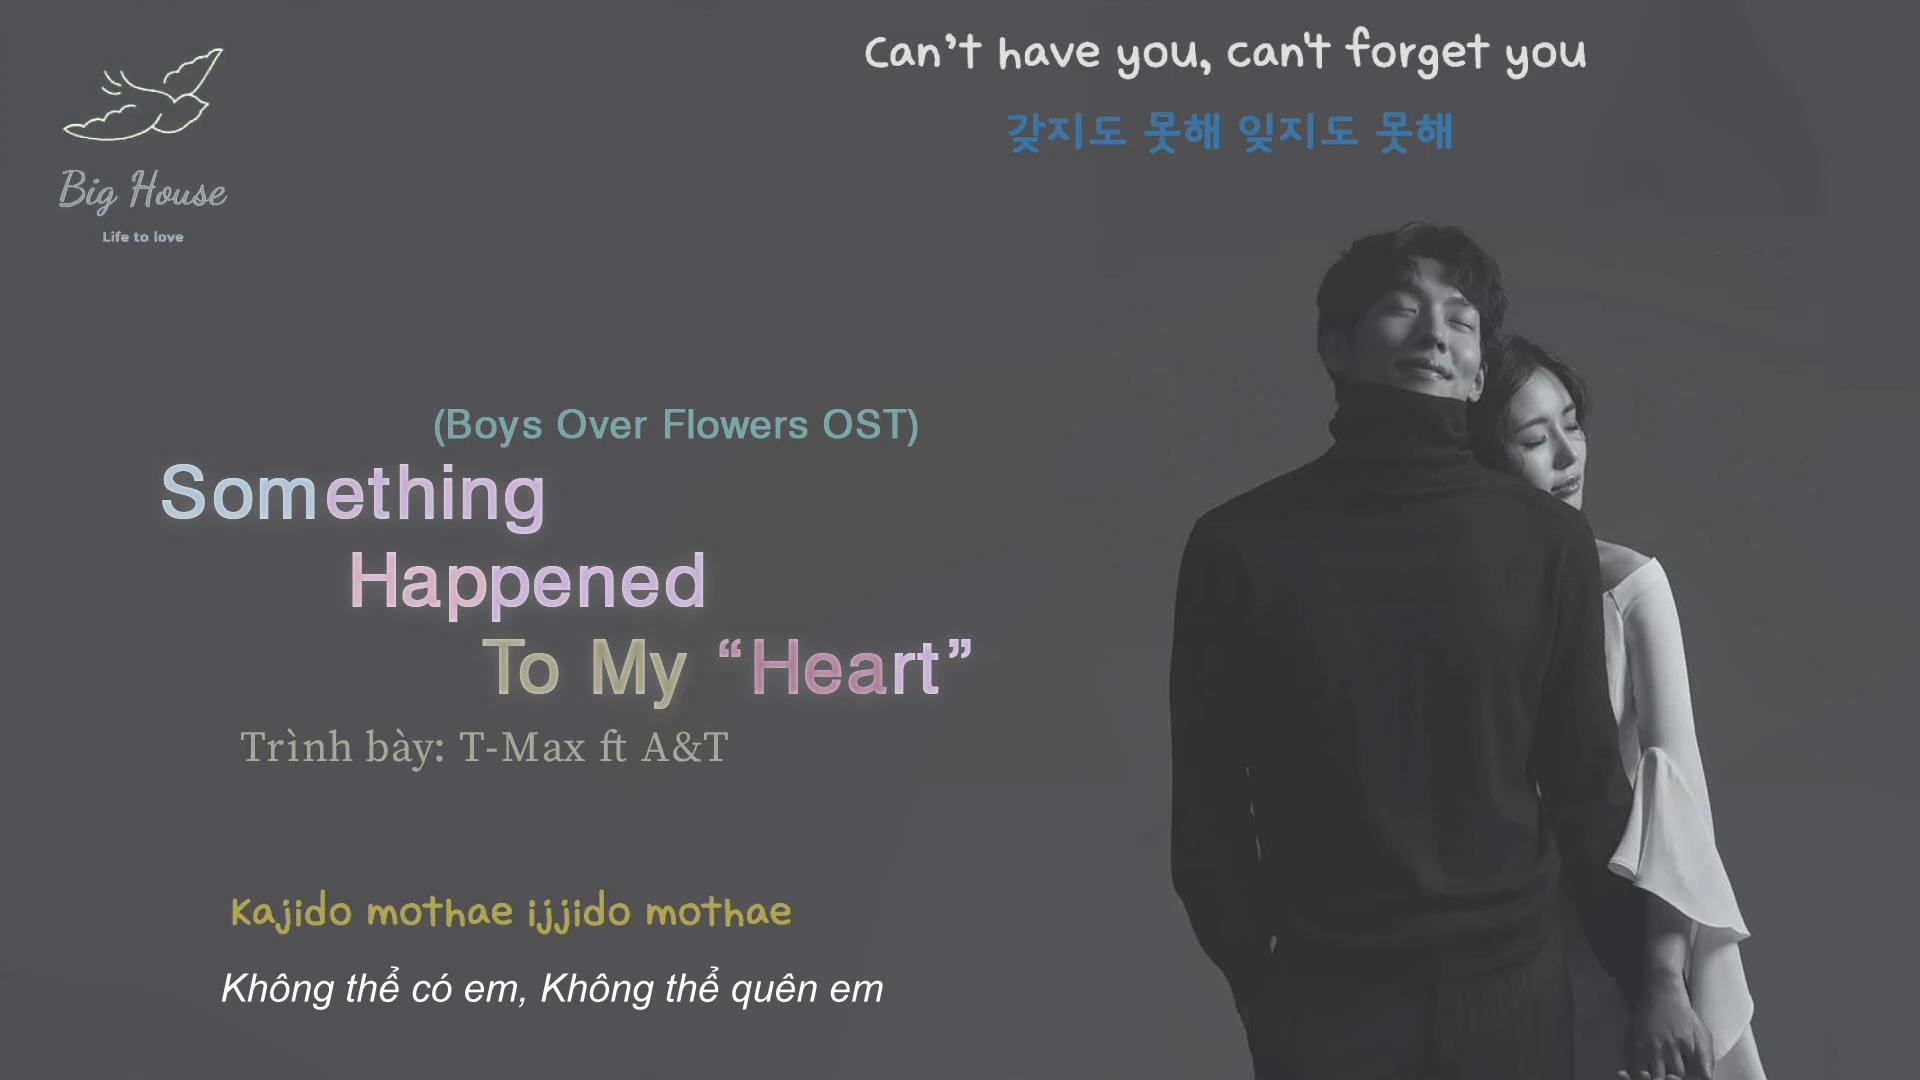 Big House
Life to love
Can’t have you, can't forget you
갖지도 못해 잊지도 못해
(Boys Over Flowers OST)
Something
Happened
To My “Heart”
Trình bày: T-Max ft A&T
Kajido mothae ijjido mothae
Không thể có em, Không thể quên em